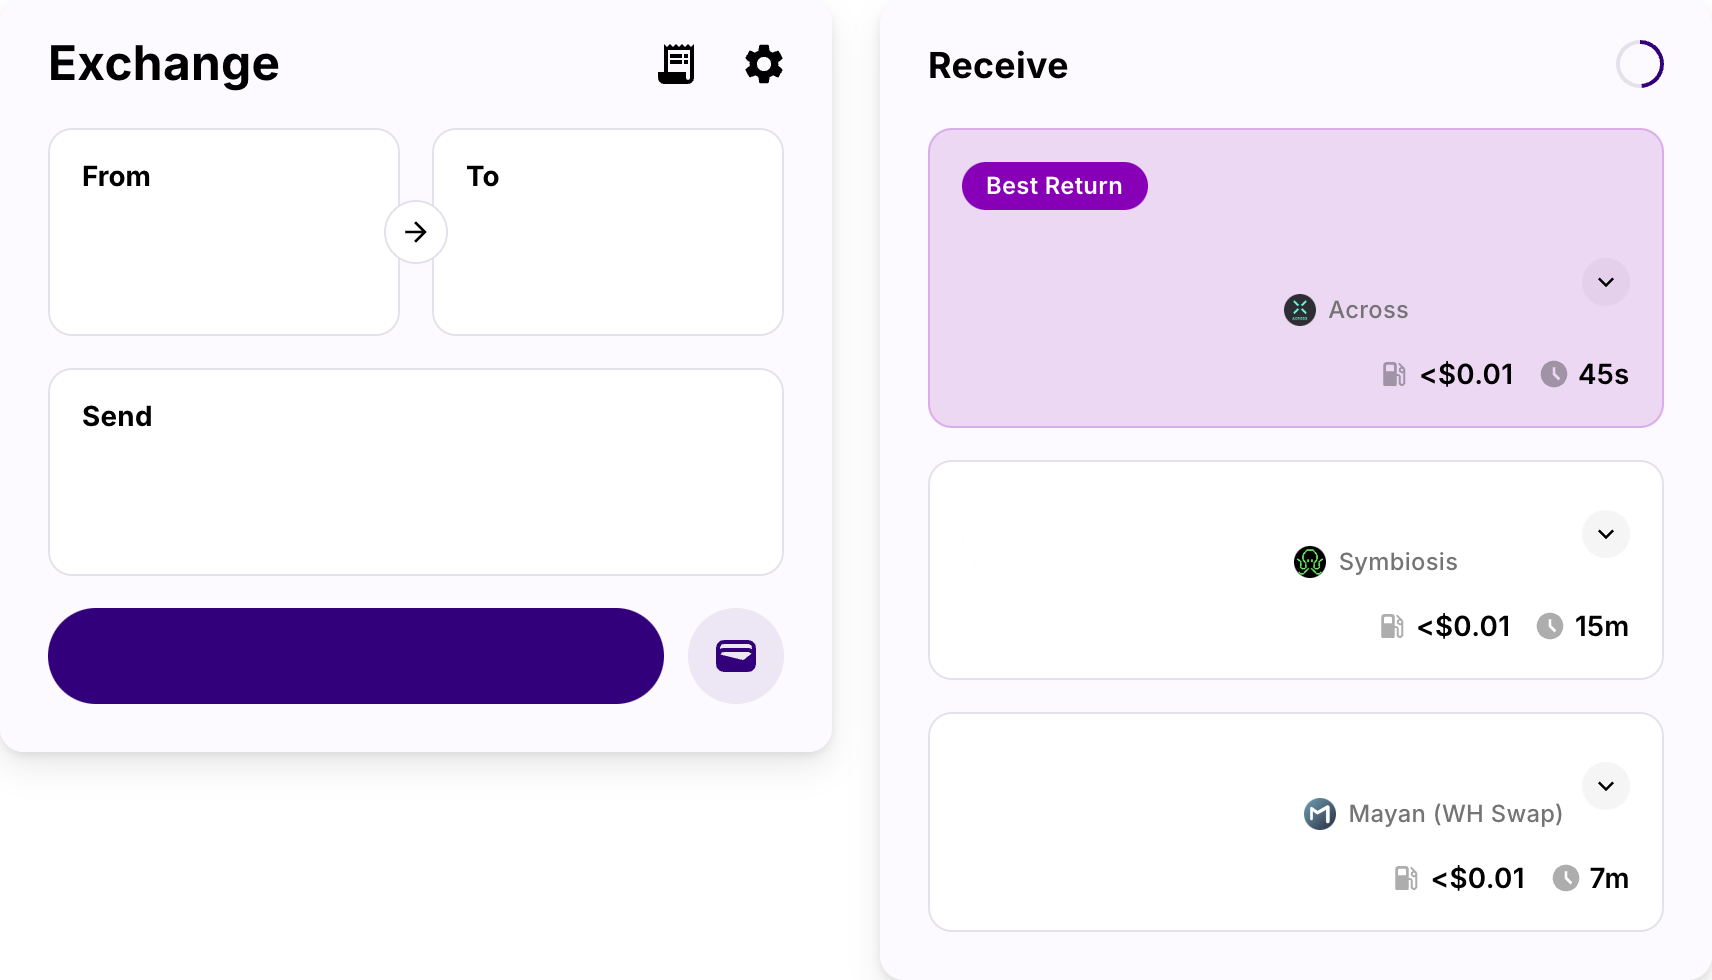 Exchange
From
To
Send
Receive
Best Return
Across
<$0.01 45s
Symbiosis
<$0.01 15m
Mayan (WH Swap)
<$0.01 7m